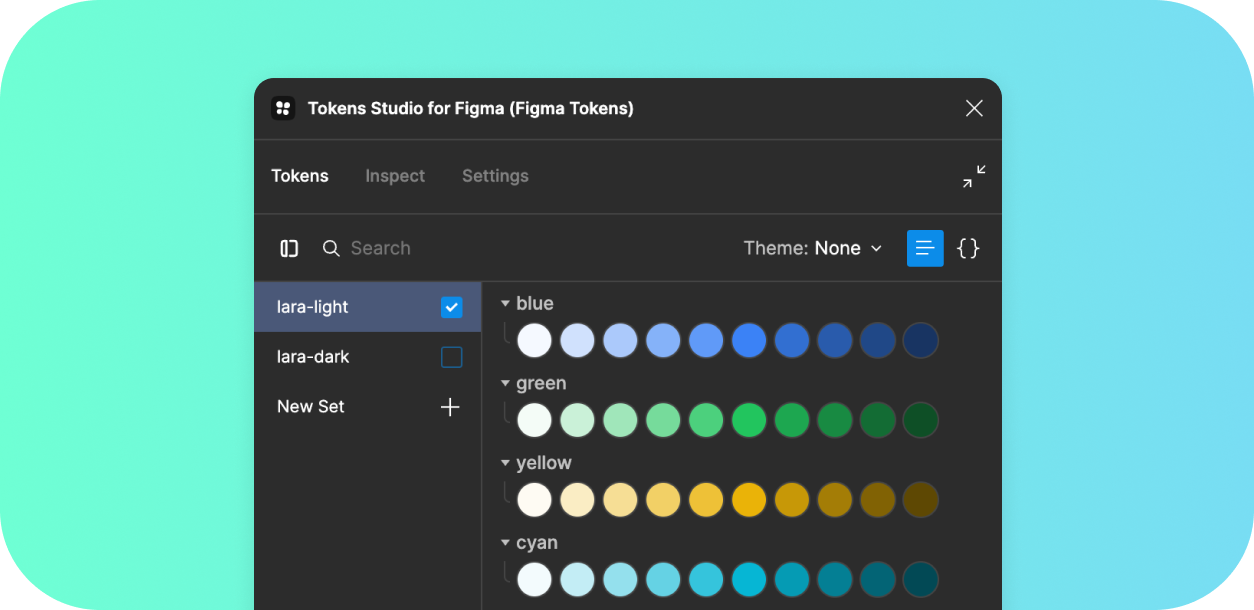 Tokens Studio for Figma (Figma Tokens)
Tokens Inspect Settings
Search Theme: None {}
lara-light
lara-dark
New Set
blue
green
yellow
cyan